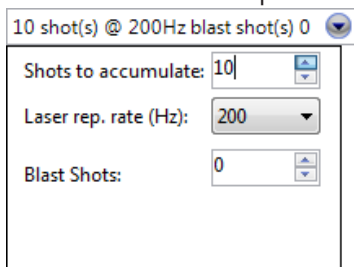 10 shot(s) @ 200Hz blast shot(s) 0
Shots to accumulate: 10
Laser rep. rate (Hz): 200
Blast Shots: 0